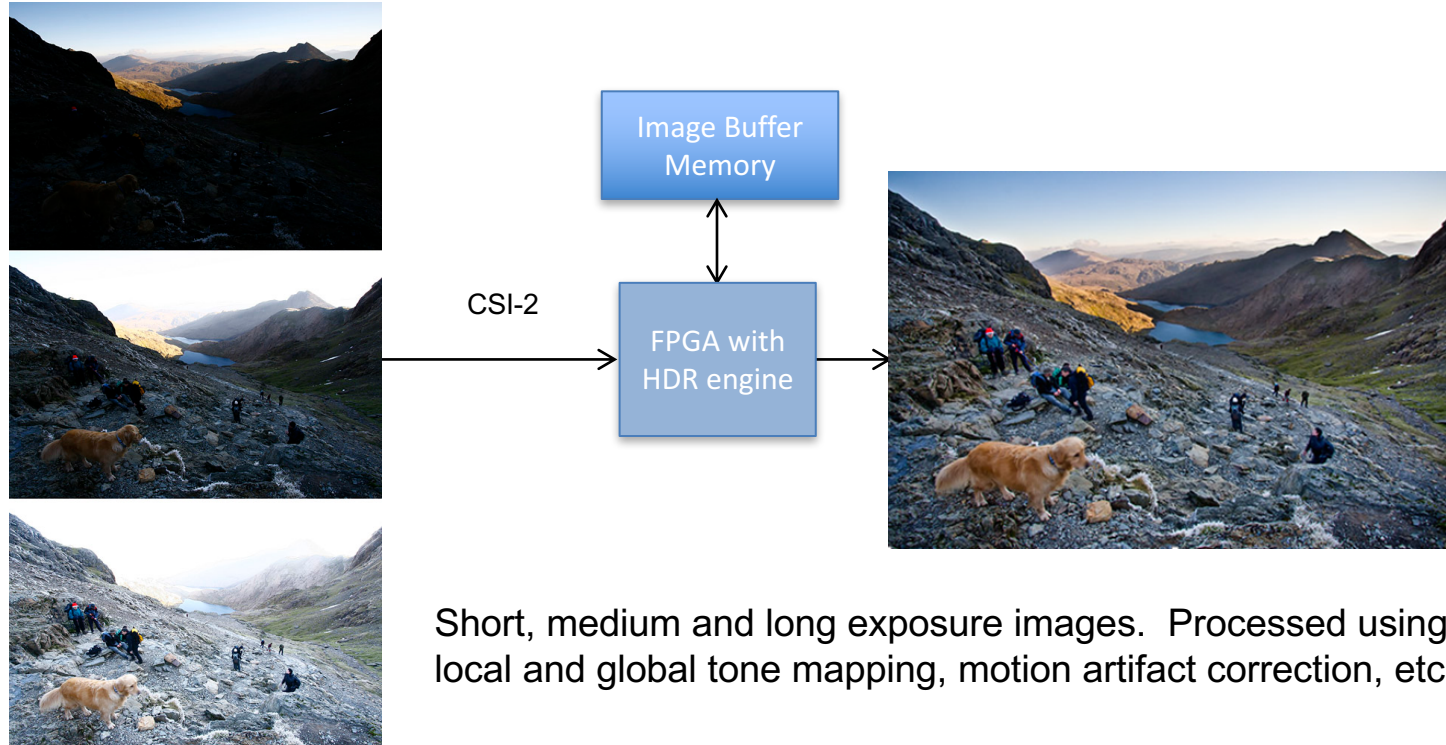 Image Buffer
Memory
CSI-2
FPGA with
HDR engine
Short, medium and long exposure images.  Processed using
local and global tone mapping, motion artifact correction, etc